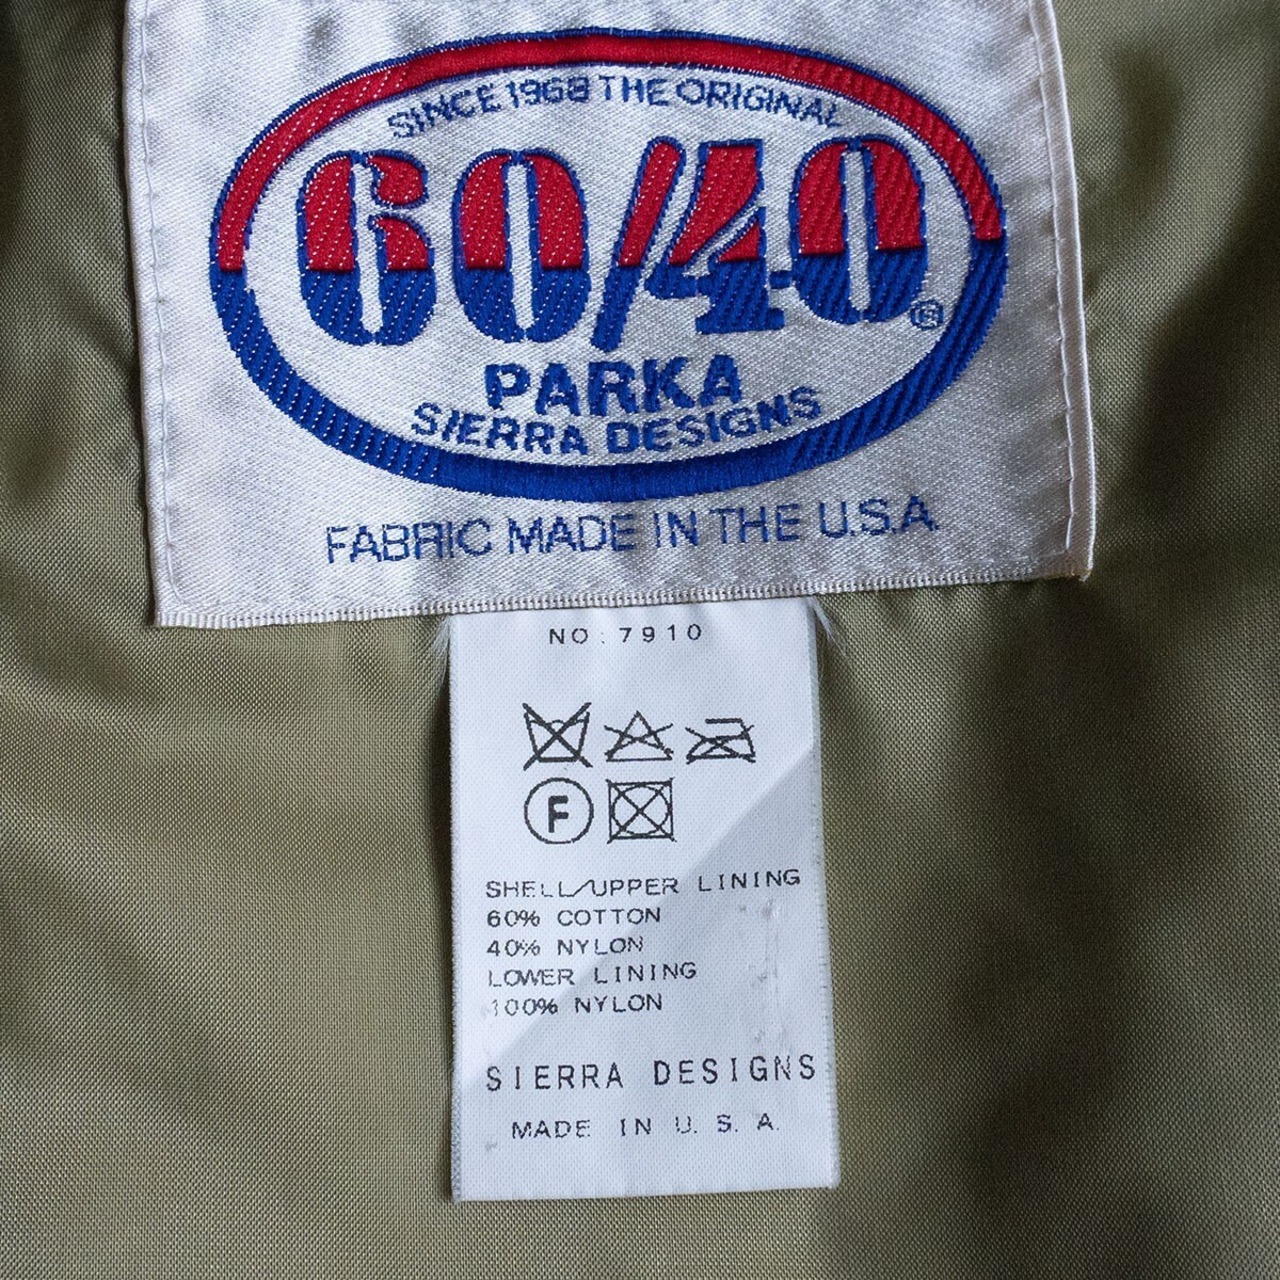 SINCE 1968 THE ORIGINAL
60/40®
PARKA
SIERRA DESIGNS
FABRIC MADE IN THE U.S.A.
NO: 7910
F
SHELL/UPPER LINING
60% COTTON
40% NYLON
LOWER LINING
100% NYLON
SIERRA DESIGNS
MADE IN U. S. A.